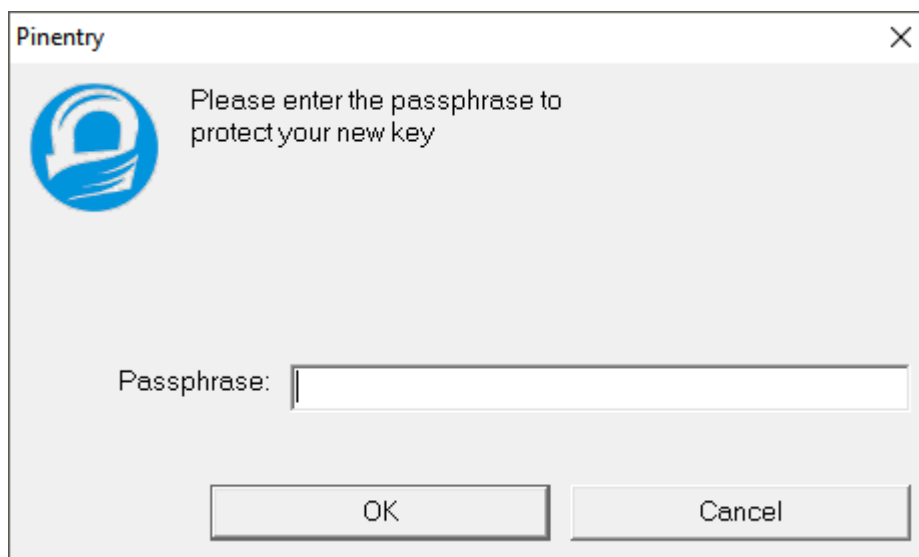 Pinentry
Please enter the passphrase to
protect your new key
Passphrase:
OK
Cancel